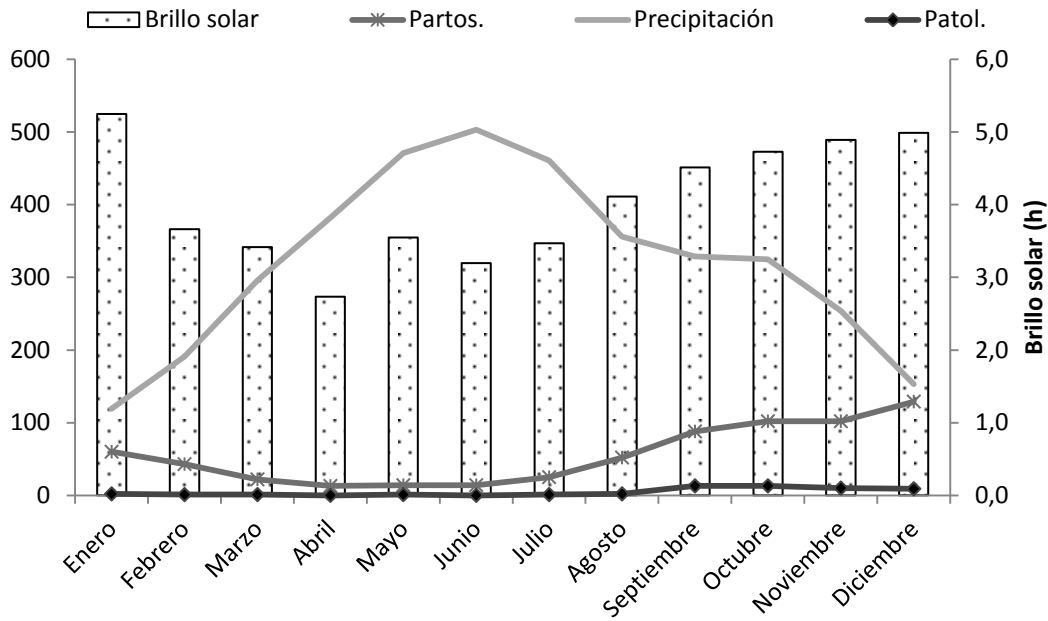 Brillo solar Partos. Precipitación Patol.
600 6,0
500 5,0
400 4,0
300 3,0
200 2,0
100 1,0
0 0,0
Brillo solar (h)
Enero Febrero Marzo Abril Mayo Junio Julio Agosto Septiembre Octubre Noviembre Diciembre